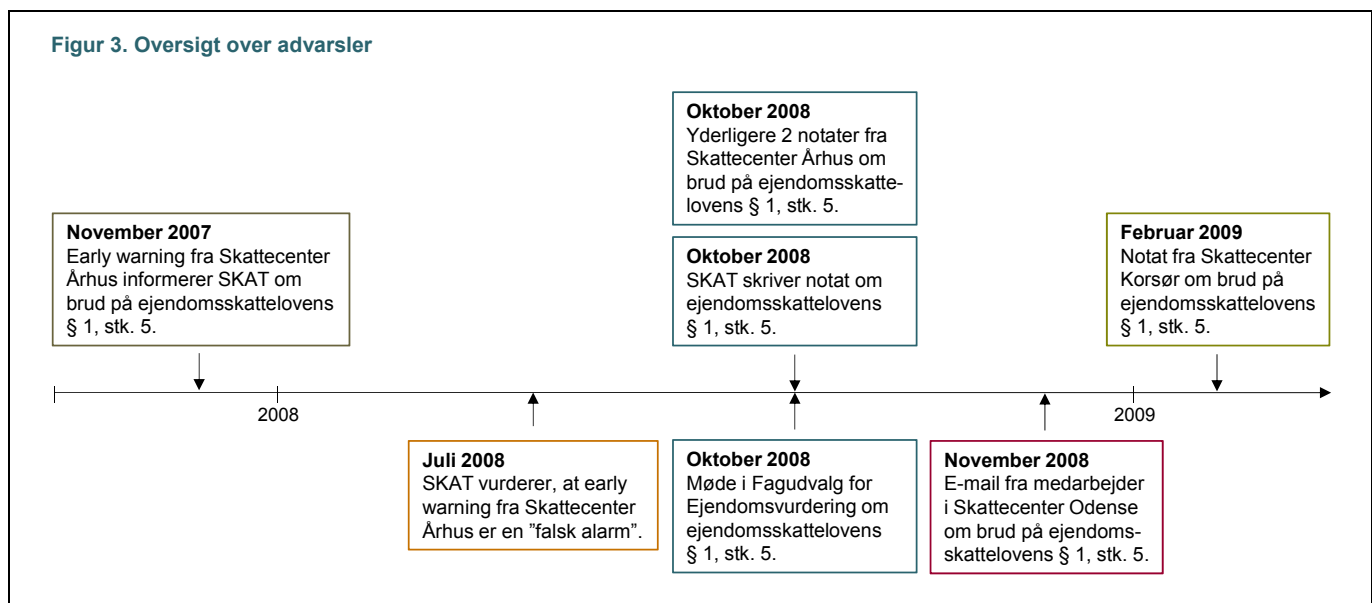 Figur 3. Oversigt over advarsler
November 2007
Early warning fra Skattecenter
Århus informerer SKAT om
brud på ejendomsskattelovens
§ 1, stk. 5.
Oktober 2008
Yderligere 2 notater fra
Skattecenter Århus om
brud på ejendomsskatte-
lovens § 1, stk. 5.
Oktober 2008
SKAT skriver notat om
ejendomsskattelovens
§ 1, stk. 5.
Februar 2009
Notat fra Skattecenter
Korsør om brud på
ejendomsskattelovens
§ 1, stk. 5.
2008
2009
Juli 2008
SKAT vurderer, at early
warning fra Skattecenter
Århus er en ”falsk alarm”.
Oktober 2008
Møde i Fagudvalg for
Ejendomsvurdering om
ejendomsskattelovens
§ 1, stk. 5.
November 2008
E-mail fra medarbejder
i Skattecenter Odense
om brud på ejendoms-
skattelovens § 1, stk. 5.